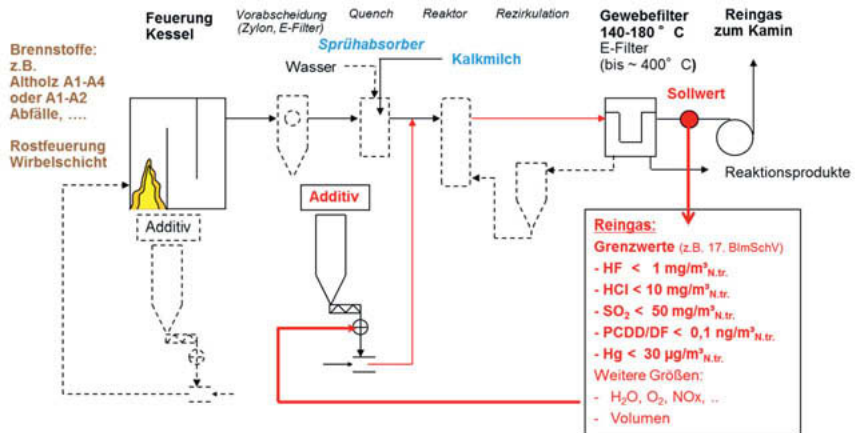 Feuerung
Kessel
Vorabscheidung
(Zylon, E-Filter)
Quench
Reaktor
Rezirkulation
Gewebefilter
140-180° C
E-Filter
(bis ~ 400° C)
Reingas
zum Kamin
Brennstoffe:
z.B.
Altholz A1-A4
oder A1-A2
Abfälle, ....
Rostfeuerung
Wirbelschicht
Sprühabsorber
Wasser
Kalkmilch
Sollwert
Reaktionsprodukte
Additiv
Additiv
Reingas:
Grenzwerte (z.B. 17. BImSchV)
- HF < 1 mg/m³N.tr.
- HCl < 10 mg/m³N.tr.
- SO₂ < 50 mg/m³N.tr.
- PCDD/DF < 0,1 ng/m³N.tr.
- Hg < 30 µg/m³N.tr.
Weitere Größen:
- H₂O, O₂, NOx, ..
- Volumen